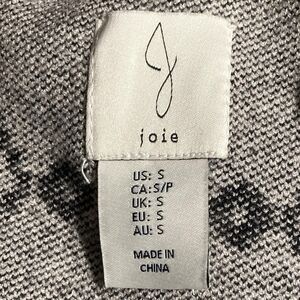 J
joie
US: S
CA: S/P
UK: S
EU: S
AU: S
MADE IN
CHINA